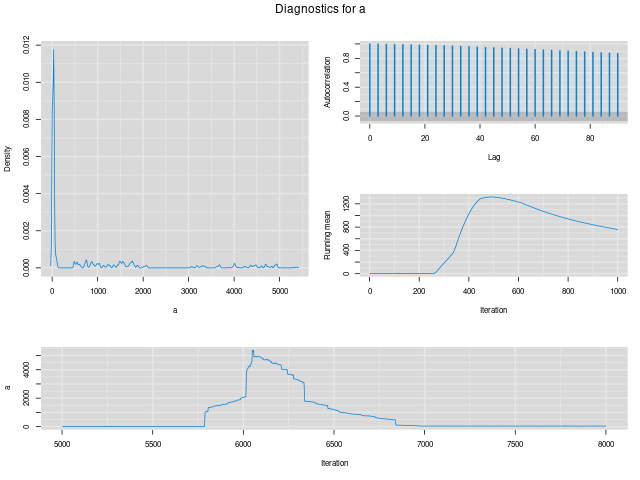 Diagnostics for a
Density
0.000 0.002 0.004 0.006 0.008 0.010 0.012
0 1000 2000 3000 4000 5000
a
Autocorrelation
0.0 0.4 0.8
0 20 40 60 80
Lag
Running mean
0 400 800 1200
0 200 400 600 800 1000
Iteration
a
0 2000 4000
5000 5500 6000 6500 7000 7500 8000
Iteration